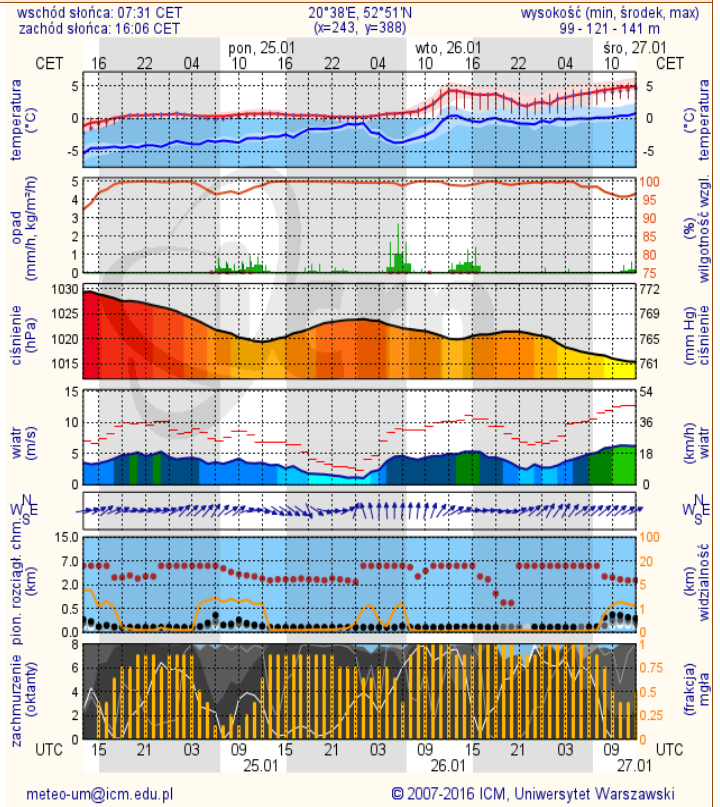 wschód słońca: 07:31 CET 20°38'E, 52°51'N wysokość (min, środek, max)
zachód słońca: 16:06 CET (x=243, y=388) 99 - 121 - 141 m
pon, 25.01 wto, 26.01 śro, 27.01
CET 16 22 04 10 16 22 04 10 16 22 04 10 CET
temperatura (°C)
5
0
-5
5
0
-5
(°C) temperatura
opad (mm/h, kg/m²/h)
5
4
3
2
1
0
100
95
90
85
80
75
(%) wilgotność wzgl.
ciśnienie (hPa)
1030
1025
1020
1015
772
769
765
761
(mm Hg) ciśnienie
wiatr (m/s)
15
10
5
0
54
36
18
0
(km/h) wiatr
N
W E
S
N
W E
S
pion. rozciągł. chm. (km)
15.0
7.0
2.0
0.5
0.0
100
20
5
1
0
(km) widzialność
zachmurzenie (oktanty)
8
6
4
2
0
1
0.75
0.5
0.25
0
(frakcja) mgła
UTC 15 21 03 09 15 21 03 09 15 21 03 09 UTC
25.01 26.01 27.01
meteo-um@icm.edu.pl © 2007-2016 ICM, Uniwersytet Warszawski